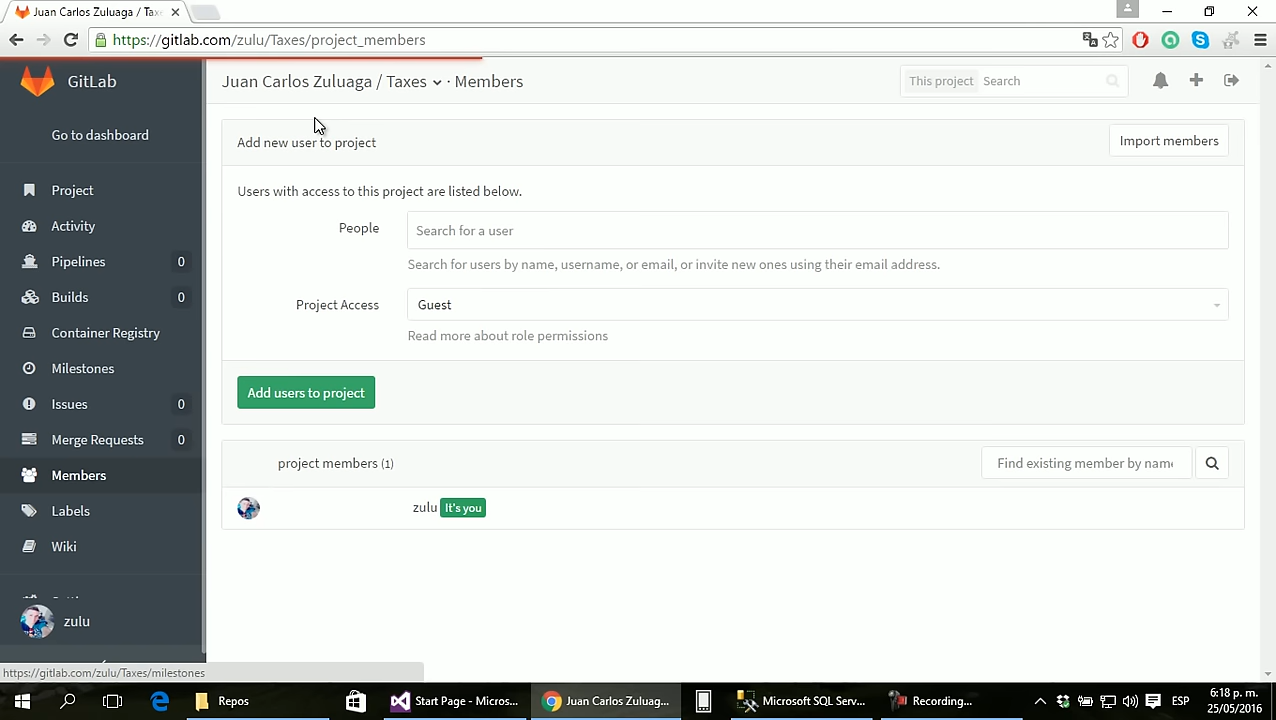 Juan Carlos Zuluaga / Tax
https://gitlab.com/zulu/Taxes/project_members
GitLab
Juan Carlos Zuluaga / Taxes · Members
This project Search
Go to dashboard
Add new user to project
Import members
Project
Users with access to this project are listed below.
Activity
People
Search for a user
Pipelines 0
Search for users by name, username, or email, or invite new ones using their email address.
Builds 0
Project Access
Guest
Container Registry
Read more about role permissions
Milestones
Add users to project
Issues 0
Merge Requests 0
project members (1)
Find existing member by name
Members
zulu It's you
Labels
Wiki
zulu
https://gitlab.com/zulu/Taxes/milestones
Repos
Start Page - Micros...
Juan Carlos Zuluag...
Microsoft SQL Serv...
Recording...
ESP
6:18 p. m.
25/05/2016